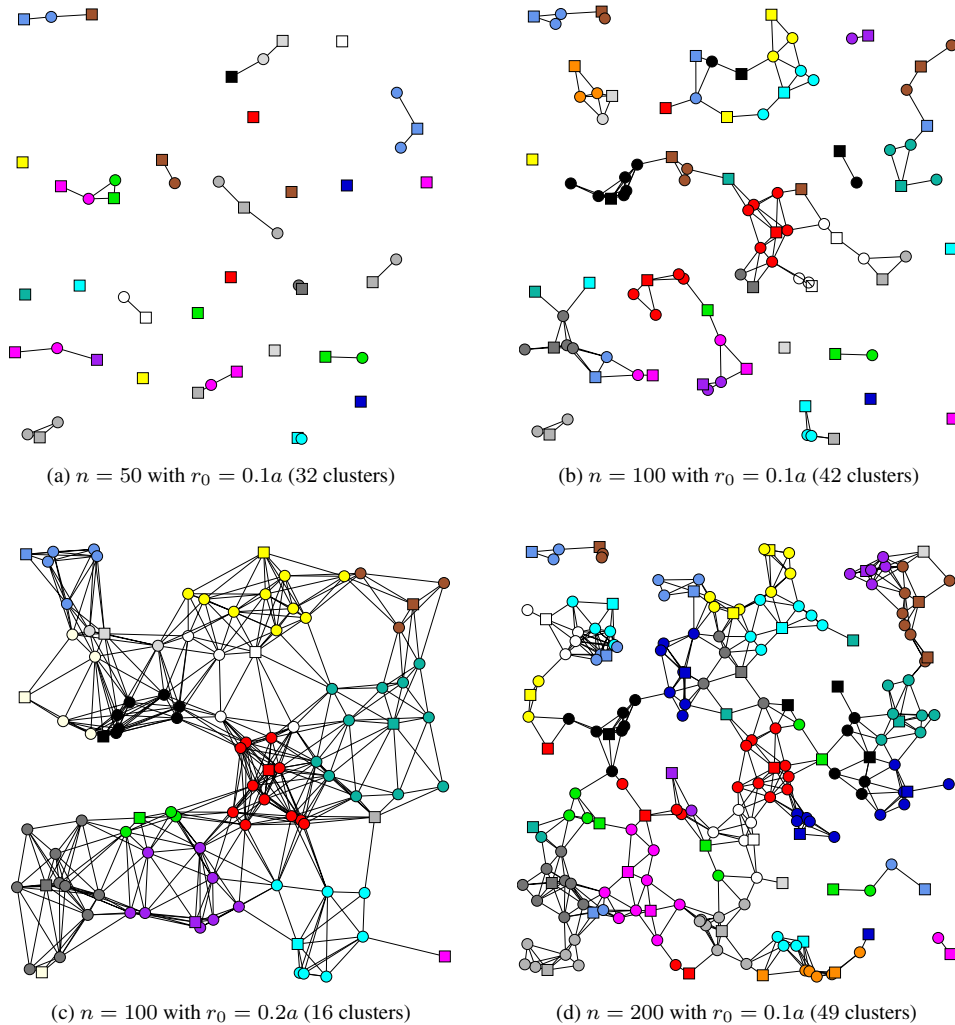 (a) n = 50 with r₀ = 0.1a (32 clusters)
(b) n = 100 with r₀ = 0.1a (42 clusters)
(c) n = 100 with r₀ = 0.2a (16 clusters)
(d) n = 200 with r₀ = 0.1a (49 clusters)